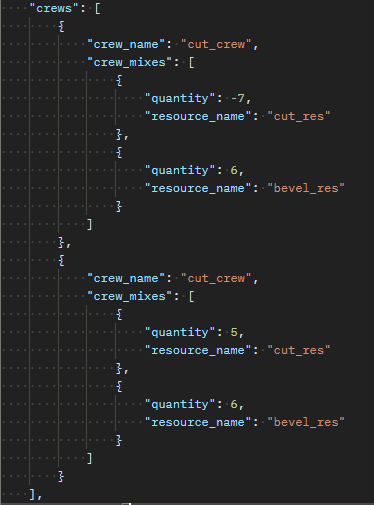 "crews": [
{
"crew_name": "cut_crew",
"crew_mixes": [
{
"quantity": -7,
"resource_name": "cut_res"
},
{
"quantity": 6,
"resource_name": "bevel_res"
}
]
},
{
"crew_name": "cut_crew",
"crew_mixes": [
{
"quantity": 5,
"resource_name": "cut_res"
},
{
"quantity": 6,
"resource_name": "bevel_res"
}
]
}
],